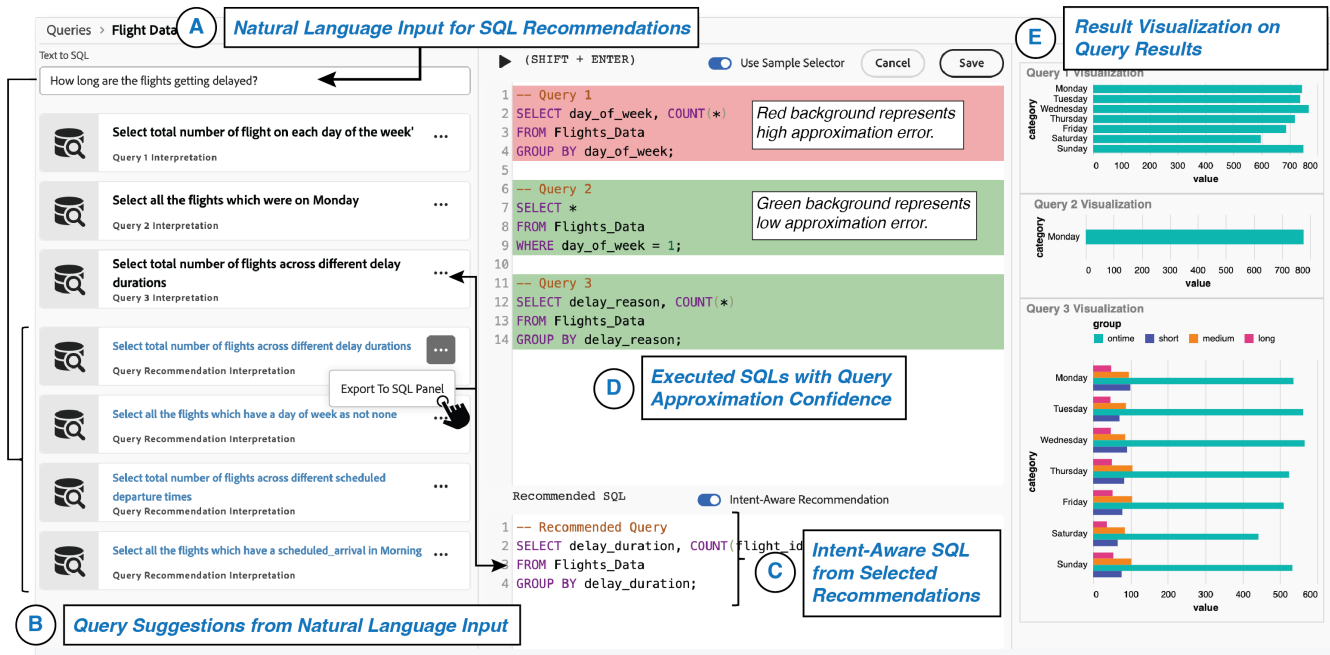 Queries > Flight Data
A
Natural Language Input for SQL Recommendations
Text to SQL
How long are the flights getting delayed?
Select total number of flight on each day of the week'
Query 1 Interpretation
Select all the flights which were on Monday
Query 2 Interpretation
Select total number of flights across different delay
durations
Query 3 Interpretation
Select total number of flights across different delay durations
Query Recommendation Interpretation
Export To SQL Panel
Select all the flights which have a day of week as not none
Query Recommendation Interpretation
Select total number of flights across different scheduled
departure times
Query Recommendation Interpretation
Select all the flights which have a scheduled_arrival in Morning
Query Recommendation Interpretation
B
Query Suggestions from Natural Language Input
(SHIFT + ENTER)
Use Sample Selector
Cancel
Save
1 -- Query 1
2 SELECT day_of_week, COUNT(*)
3 FROM Flights_Data
4 GROUP BY day_of_week;
5
6 -- Query 2
7 SELECT *
8 FROM Flights_Data
9 WHERE day_of_week = 1;
10
11 -- Query 3
12 SELECT delay_reason, COUNT(*)
13 FROM Flights_Data
14 GROUP BY delay_reason;
Red background represents
high approximation error.
Green background represents
low approximation error.
D
Executed SQLs with Query
Approximation Confidence
Recommended SQL
Intent-Aware Recommendation
1 -- Recommended Query
2 SELECT delay_duration, COUNT(flight_id
FROM Flights_Data
4 GROUP BY delay_duration;
C
Intent-Aware SQL
from Selected
Recommendations
E
Result Visualization on
Query Results
Query 1 Visualization
category
Monday
Tuesday
Wednesday
Thursday
Friday
Saturday
Sunday
0 100 200 300 400 500 600 700 800
value
Query 2 Visualization
category
Monday
0 100 200 300 400 500 600 700 800
value
Query 3 Visualization
group
ontime short medium long
category
Monday
Tuesday
Wednesday
Thursday
Friday
Saturday
Sunday
0 100 200 300 400 500 600
value